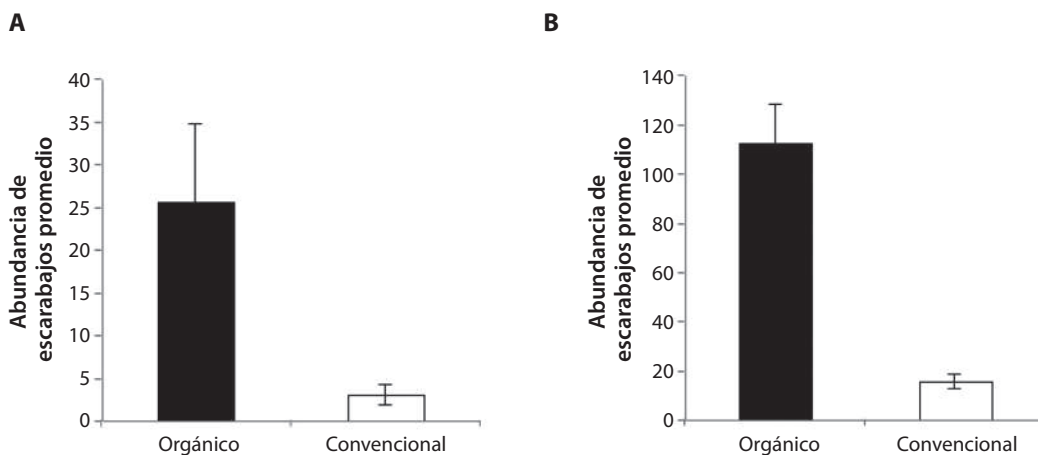 A
Abundancia de
escarabajos promedio
40
35
30
25
20
15
10
5
0
Orgánico
Convencional
B
Abundancia de
escarabajos promedio
140
120
100
80
60
40
20
0
Orgánico
Convencional